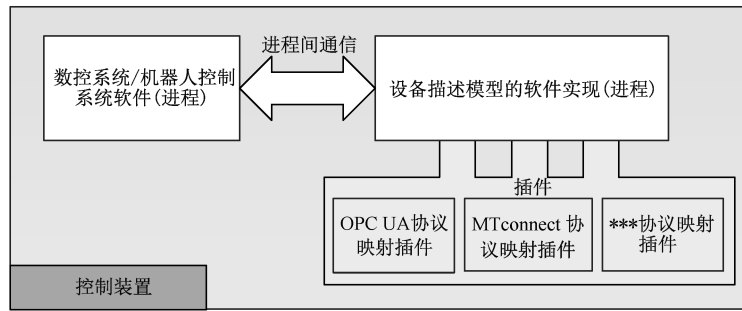 进程间通信
数控系统/机器人控制
系统软件(进程)
设备描述模型的软件实现(进程)
插件
OPC UA协议
映射插件
MTconnect 协
议映射插件
***协议映射
插件
控制装置